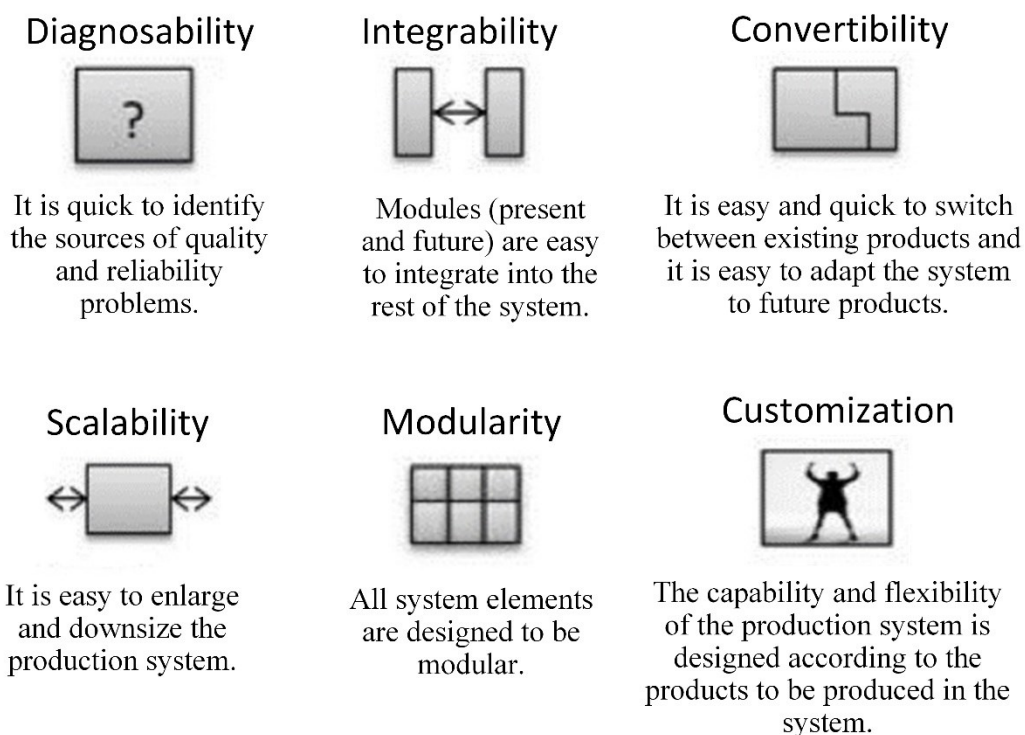 Diagnosability
?
It is quick to identify
the sources of quality
and reliability
problems.
Integrability
Modules (present
and future) are easy
to integrate into the
rest of the system.
Convertibility
It is easy and quick to switch
between existing products and
it is easy to adapt the system
to future products.
Scalability
It is easy to enlarge
and downsize the
production system.
Modularity
All system elements
are designed to be
modular.
Customization
The capability and flexibility
of the production system is
designed according to the
products to be produced in the
system.